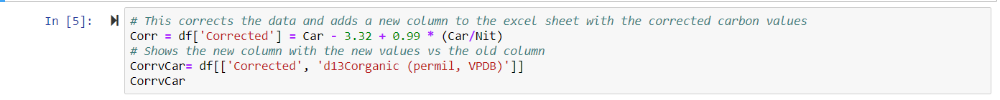 In [5]:
# This corrects the data and adds a new column to the excel sheet with the corrected carbon values
Corr = df['Corrected'] = Car - 3.32 + 0.99 * (Car/Nit)
# Shows the new column with the new values vs the old column
CorrvCar= df[['Corrected', 'd13Corganic (permil, VPDB)']]
CorrvCar